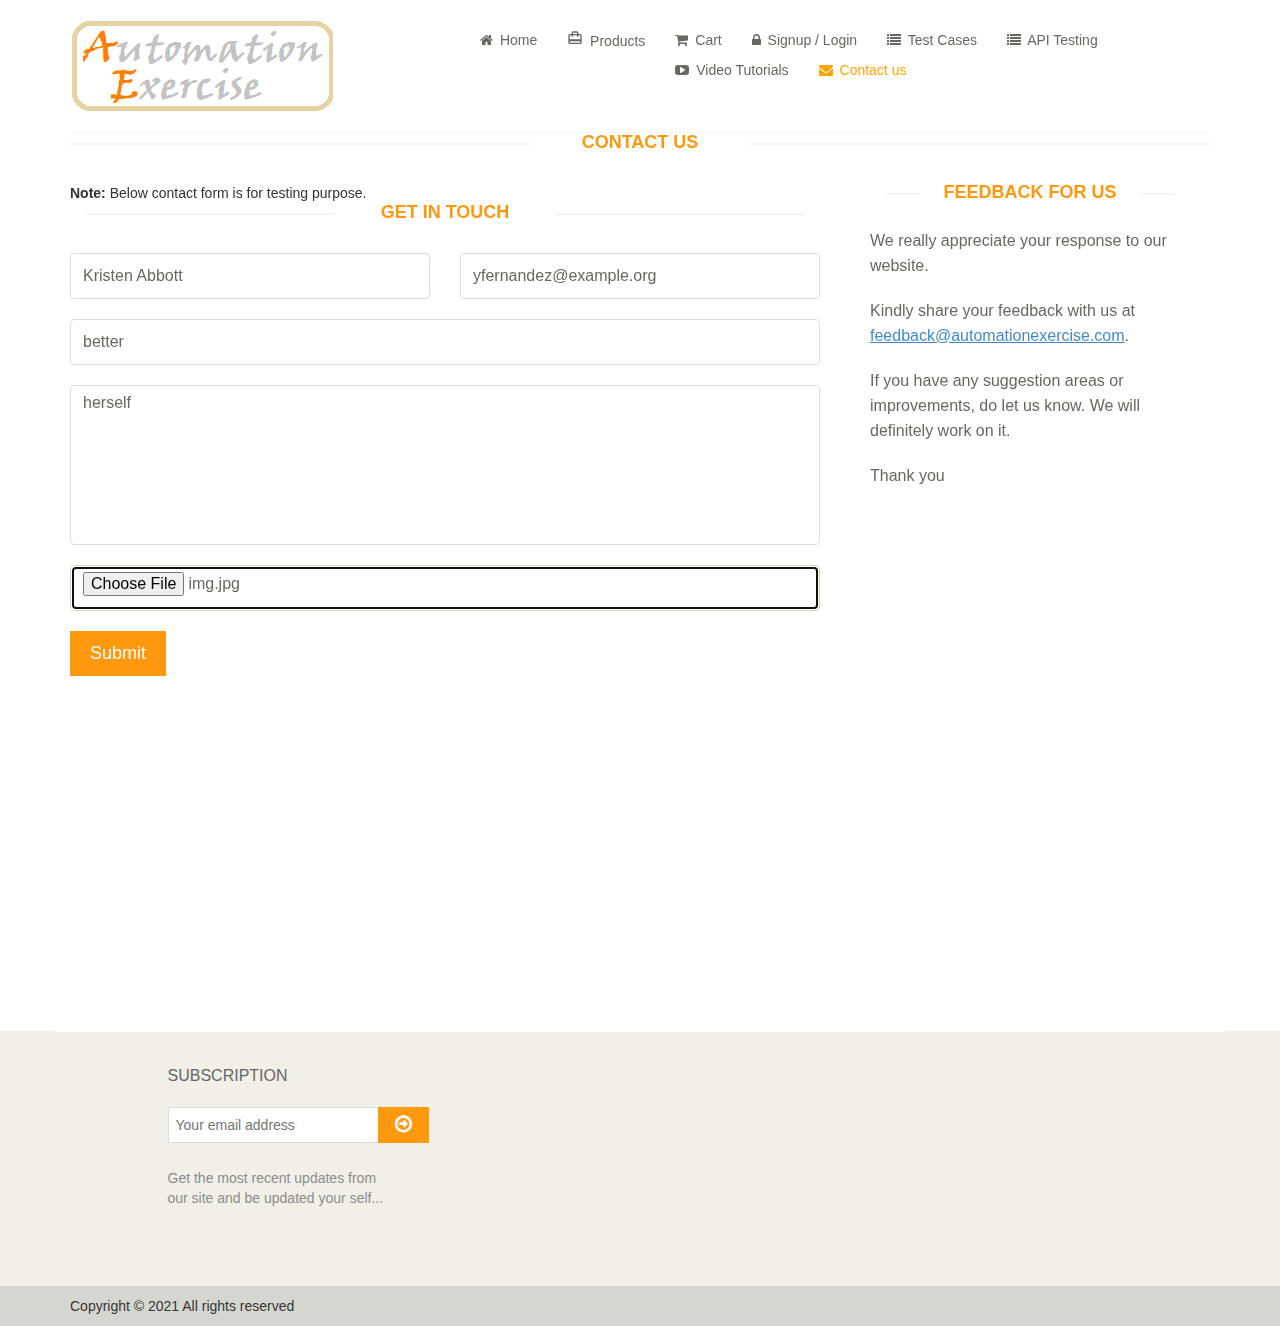 Automation
Exercise
Home Products Cart Signup / Login Test Cases API Testing
Video Tutorials Contact us
CONTACT US
Note: Below contact form is for testing purpose.
GET IN TOUCH
Kristen Abbott yfernandez@example.org
better
herself
Choose File img.jpg
Submit
FEEDBACK FOR US
We really appreciate your response to our
website.
Kindly share your feedback with us at
feedback@automationexercise.com.
If you have any suggestion areas or
improvements, do let us know. We will
definitely work on it.
Thank you
SUBSCRIPTION
Your email address
Get the most recent updates from
our site and be updated your self...
Copyright © 2021 All rights reserved